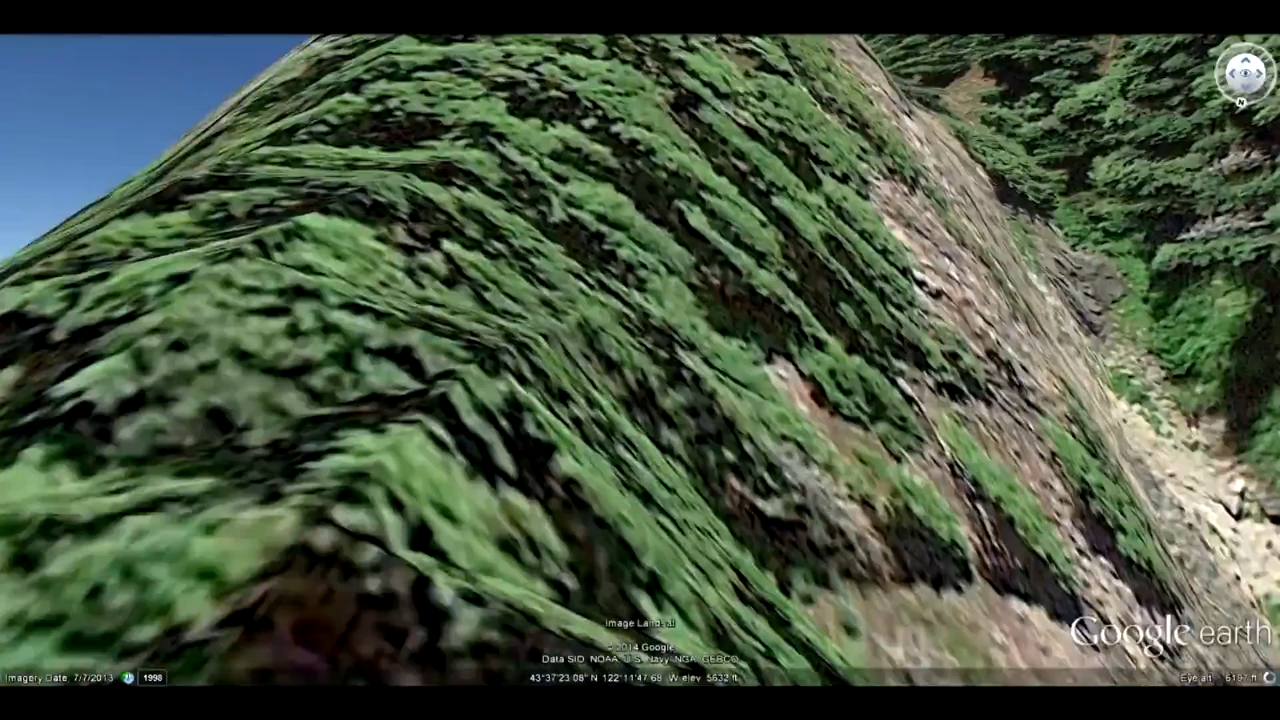 N
Image Landsat
© 2014 Google
Data SIO, NOAA, U.S. Navy, NGA, GEBCO
Google earth
Imagery Date: 7/7/2013 1998 43°37'23.08" N 122°11'47.68" W elev 5632 ft Eye alt 6197 ft